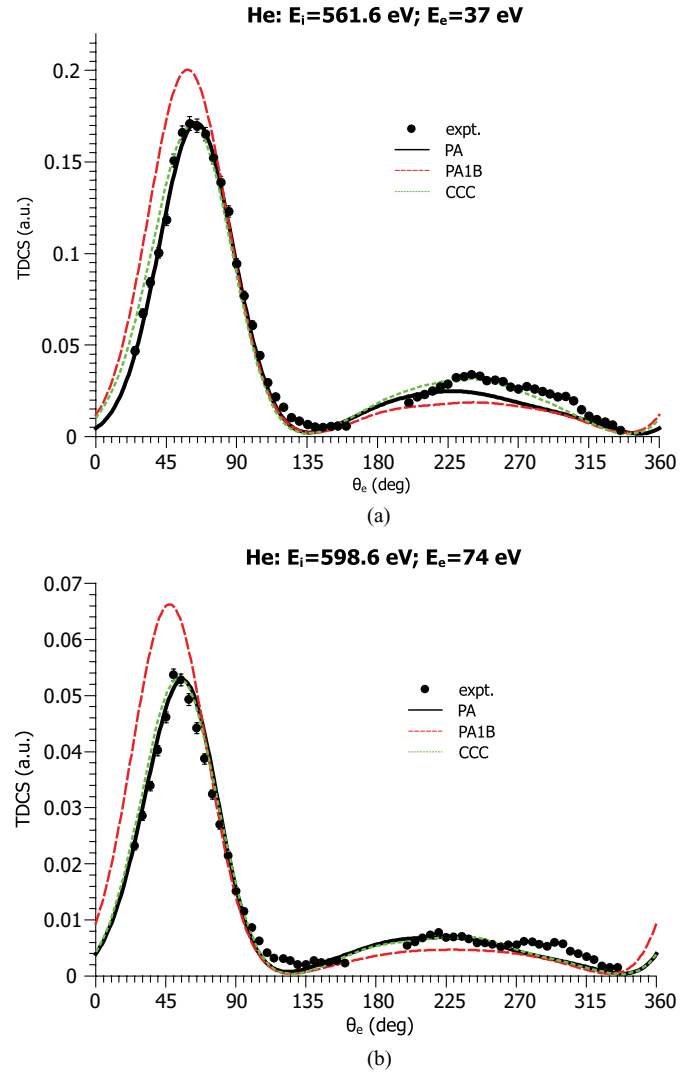 He: Eᵢ=561.6 eV; Eₑ=37 eV
0.2
0.15
0.1
0.05
0
TDCS (a.u.)
expt.
PA
PA1B
CCC
0 45 90 135 180 225 270 315 360
θₑ (deg)
(a)
He: Eᵢ=598.6 eV; Eₑ=74 eV
0.07
0.06
0.05
0.04
0.03
0.02
0.01
0
TDCS (a.u.)
expt.
PA
PA1B
CCC
0 45 90 135 180 225 270 315 360
θₑ (deg)
(b)